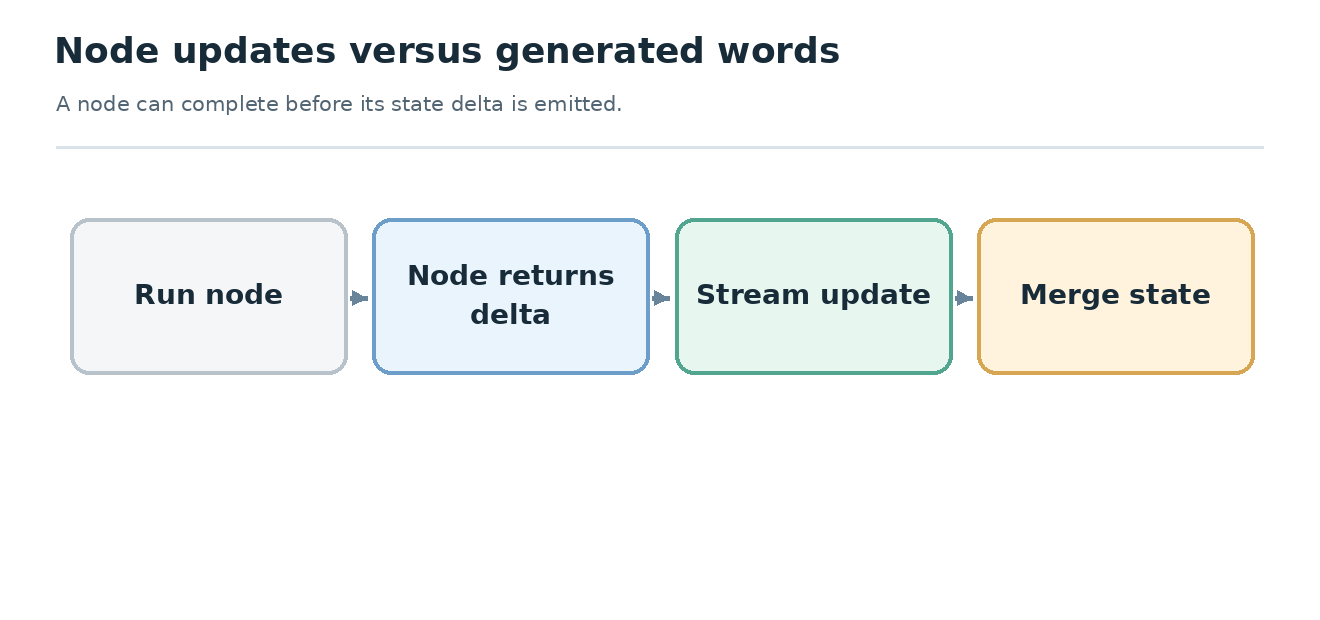 Node updates versus generated words
A node can complete before its state delta is emitted.
Run node
Node returns
delta
Stream update
Merge state